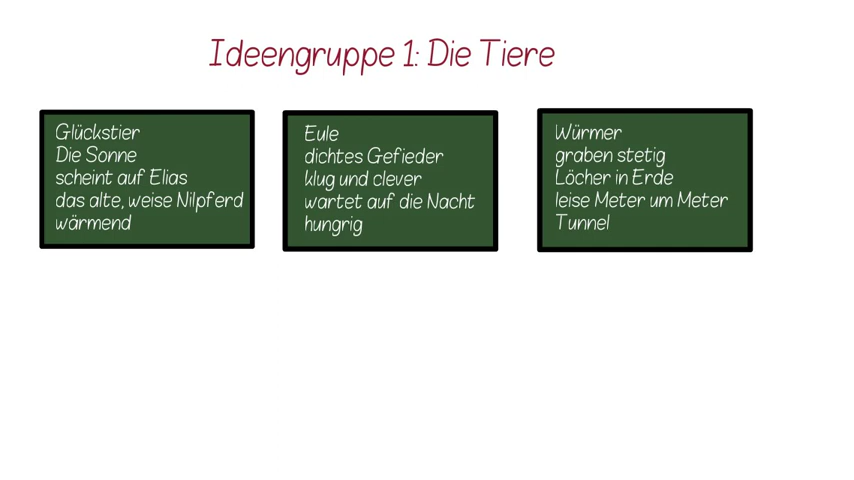 Ideengruppe 1: Die Tiere
Glückstier
Die Sonne
scheint auf Elias
das alte, weise Nilpferd
wärmend
Eule
dichtes Gefieder
klug und clever
wartet auf die Nacht
hungrig
Würmer
graben stetig
Löcher in Erde
leise Meter um Meter
Tunnel